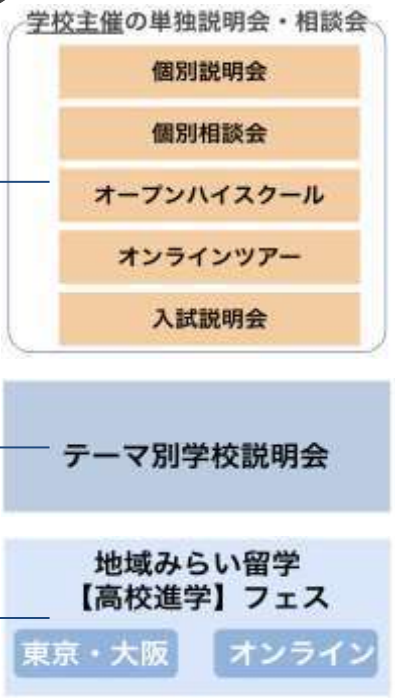 学校主催の単独説明会・相談会
個別説明会
個別相談会
オープンハイスクール
オンラインツアー
入試説明会
テーマ別学校説明会
地域みらい留学
【高校進学】フェス
東京・大阪
オンライン